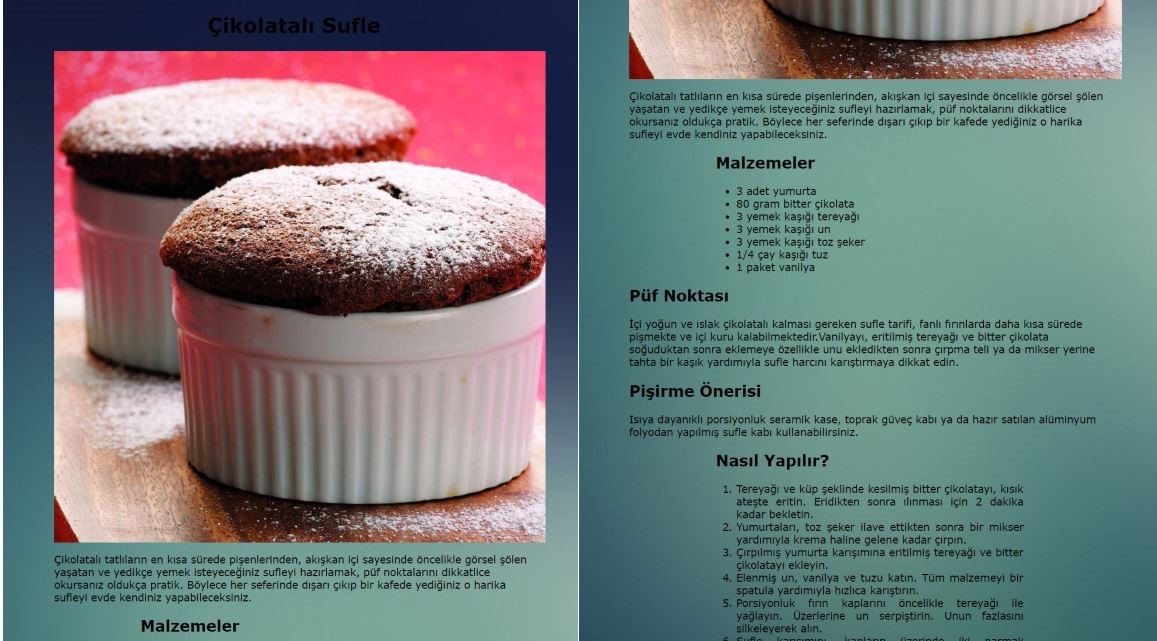 Çikolatalı Sufle
Çikolatalı tatlıların en kısa sürede pişenlerinden, akışkan içi sayesinde öncelikle görsel şölen
yaşatan ve yedikçe yemek isteyeceğiniz sufleyi hazırlamak, püf noktalarını dikkatlice
okursanız oldukça pratik. Böylece her seferinde dışarı çıkıp bir kafede yediğiniz o harika
sufleyi evde kendiniz yapabileceksiniz.
Malzemeler
Çikolatalı tatlıların en kısa sürede pişenlerinden, akışkan içi sayesinde öncelikle görsel şölen
yaşatan ve yedikçe yemek isteyeceğiniz sufleyi hazırlamak, püf noktalarını dikkatlice
okursanız oldukça pratik. Böylece her seferinde dışarı çıkıp bir kafede yediğiniz o harika
sufleyi evde kendiniz yapabileceksiniz.
Malzemeler
• 3 adet yumurta
• 80 gram bitter çikolata
• 3 yemek kaşığı tereyağı
• 3 yemek kaşığı un
• 3 yemek kaşığı toz şeker
• 1/4 çay kaşığı tuz
• 1 paket vanilya
Püf Noktası
İçi yoğun ve ıslak çikolatalı kalması gereken sufle tarifi, fanlı fırınlarda daha kısa sürede
pişmekte ve içi kuru kalabilmektedir.Vanilyayı, eritilmiş tereyağı ve bitter çikolata
soğuduktan sonra eklemeye özellikle unu ekledikten sonra çırpma teli ya da mikser yerine
tahta bir kaşık yardımıyla sufle harcını karıştırmaya dikkat edin.
Pişirme Önerisi
Isıya dayanıklı porsiyonluk seramik kase, toprak güveç kabı ya da hazır satılan alüminyum
folyodan yapılmış sufle kabı kullanabilirsiniz.
Nasıl Yapılır?
1. Tereyağı ve küp şeklinde kesilmiş bitter çikolatayı, kısık
ateşte eritin. Eridikten sonra ılınması için 2 dakika
kadar bekletin.
2. Yumurtaları, toz şeker ilave ettikten sonra bir mikser
yardımıyla krema haline gelene kadar çırpın.
3. Çırpılmış yumurta karışımına eritilmiş tereyağı ve bitter
çikolatayı ekleyin.
4. Elenmiş un, vanilya ve tuzu katın. Tüm malzemeyi bir
spatula yardımıyla hızlıca karıştırın.
5. Porsiyonluk fırın kaplarını öncelikle tereyağı ile
yağlayın. Üzerlerine un serpiştirin. Unun fazlasını
silkeleyerek alın.
6. Sufle karışımını, kapların üzerinde iki parmak